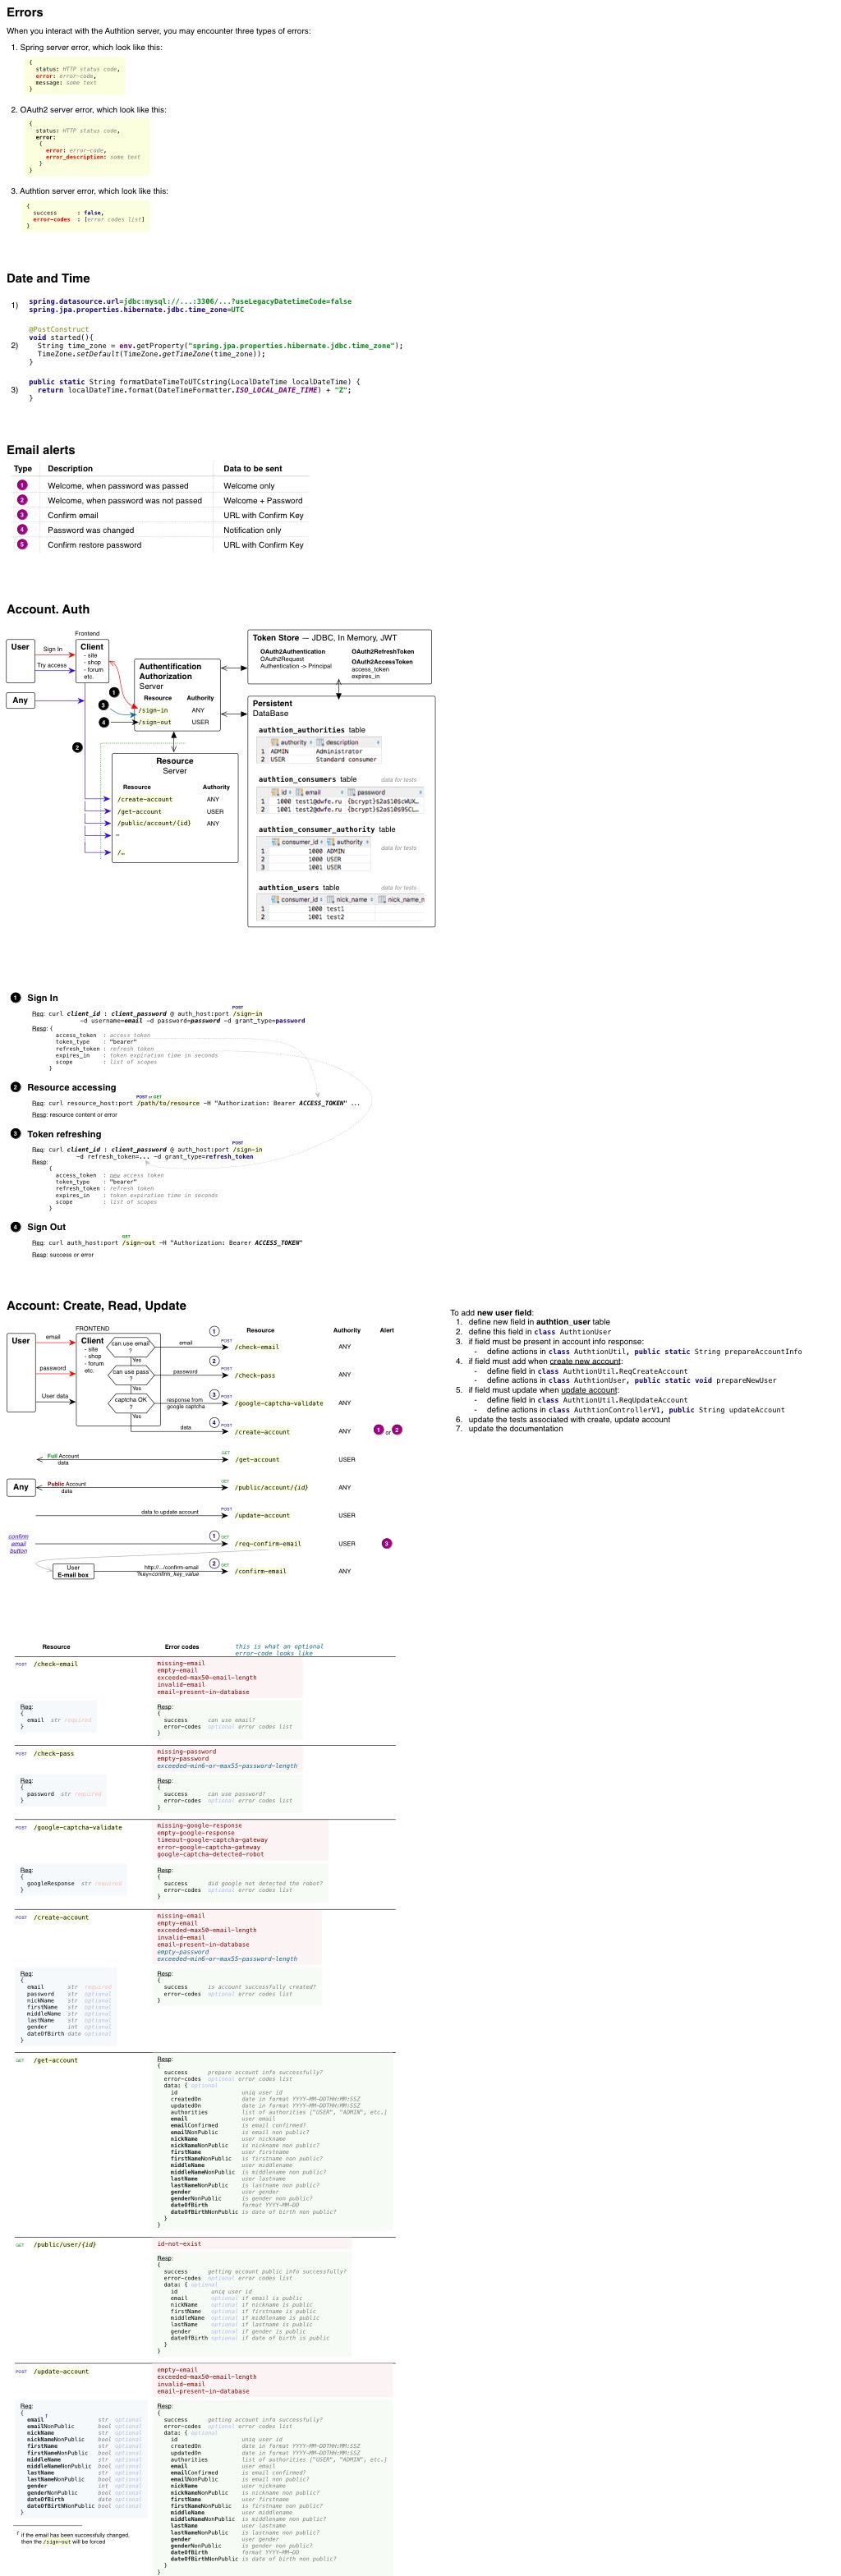 Errors
When you interact with the Authtion server, you may encounter three types of errors:
1. Spring server error, which look like this:
{
status: HTTP status code,
error: error-code,
message: some text
}
2. OAuth2 server error, which look like this:
{
status: HTTP status code,
error:
{
error: error-code,
error_description: some text
}
}
3. Authtion server error, which look like this:
{
success : false,
error-codes : [error codes list]
}
Date and Time
1) spring.datasource.url=jdbc:mysql://...:3306/...?useLegacyDatetimeCode=false
spring.jpa.properties.hibernate.jdbc.time_zone=UTC
@PostConstruct
void started(){
2) String time_zone = env.getProperty("spring.jpa.properties.hibernate.jdbc.time_zone");
TimeZone.setDefault(TimeZone.getTimeZone(time_zone));
}
public static String formatDateTimeToUTCstring(LocalDateTime localDateTime) {
3) return localDateTime.format(DateTimeFormatter.ISO_LOCAL_DATE_TIME) + "Z";
}
Email alerts
Type Description Data to be sent
1 Welcome, when password was passed Welcome only
2 Welcome, when password was not passed Welcome + Password
3 Confirm email URL with Confirm Key
4 Password was changed Notification only
5 Confirm restore password URL with Confirm Key
Account. Auth
Frontend
User
Sign In
Try access
Client
- site
- shop
- forum
etc.
Any
1
3
4
2
Authentification
Authorization
Server
Resource Authority
/sign-in ANY
/sign-out USER
Resource
Server
Resource Authority
/create-account ANY
/get-account USER
/public/account/{id} ANY
…
/…
Token Store — JDBC, In Memory, JWT
OAuth2Authentication OAuth2RefreshToken
OAuth2Request OAuth2AccessToken
Authentication -> Principal access_token
expires_in
Persistent
DataBase
authtion_authorities table
authority description
1 ADMIN Administrator
2 USER Standard consumer
authtion_consumers table data for tests
id email password
1 1000 test1@dwfe.ru {bcrypt}$2a$10$cWUX…
2 1001 test2@dwfe.ru {bcrypt}$2a$10$9SCL…
authtion_consumer_authority table
data for tests
consumer_id authority
1 1000 ADMIN
2 1000 USER
3 1001 USER
authtion_users table data for tests
consumer_id nick_name nick_name_n
1 1000 test1
2 1001 test2
1 Sign In
POST
Req: curl client_id : client_password @ auth_host:port /sign-in
-d username=email -d password=password -d grant_type=password
Resp: {
access_token : access token
token_type : "bearer"
refresh_token : refresh token
expires_in : token expiration time in seconds
scope : list of scopes
}
2 Resource accessing
POST or GET
Req: curl resource_host:port /path/to/resource -H "Authorization: Bearer ACCESS_TOKEN" ...
Resp: resource content or error
3 Token refreshing
POST
Req: curl client_id : client_password @ auth_host:port /sign-in
-d refresh_token=... -d grant_type=refresh_token
Resp:
{
access_token : new access token
token_type : "bearer"
refresh_token : refresh token
expires_in : token expiration time in seconds
scope : list of scopes
}
4 Sign Out
GET
Req: curl auth_host:port /sign-out -H "Authorization: Bearer ACCESS_TOKEN"
Resp: success or error
Account: Create, Read, Update
FRONTEND
User
email
password
User data
Client
- site
- shop
- forum
etc.
can use email ?
Yes
can use pass ?
Yes
captcha OK ?
Yes
Resource Authority Alert
email 1 POST /check-email ANY
password 2 POST /check-pass ANY
response from google captcha 3 POST /google-captcha-validate ANY
data 4 POST /create-account ANY 1 or 2
Full Account data GET /get-account USER
Any Public Account data GET /public/account/{id} ANY
data to update account POST /update-account USER
confirm email button 1 GET /req-confirm-email USER 3
User E-mail box http://.../confirm-email ?key=confirm_key_value 2 GET /confirm-email ANY
To add new user field:
1. define new field in authtion_user table
2. define this field in class AuthtionUser
3. if field must be present in account info response:
- define actions in class AuthtionUtil, public static String prepareAccountInfo
4. if field must add when create new account:
- define field in class AuthtionUtil.ReqCreateAccount
- define actions in class AuthtionUser, public static void prepareNewUser
5. if field must update when update account:
- define field in class AuthtionUtil.ReqUpdateAccount
- define actions in class AuthtionControllerV1, public String updateAccount
6. update the tests associated with create, update account
7. update the documentation
Resource Error codes this is what an optional
error-code looks like
POST /check-email
missing-email
empty-email
exceeded-max50-email-length
invalid-email
email-present-in-database
Req:
{
email str required
}
Resp:
{
success can use email?
error-codes optional error codes list
}
POST /check-pass
missing-password
empty-password
exceeded-min6-or-max55-password-length
Req:
{
password str required
}
Resp:
{
success can use password?
error-codes optional error codes list
}
POST /google-captcha-validate
missing-google-response
empty-google-response
timeout-google-captcha-gateway
error-google-captcha-gateway
google-captcha-detected-robot
Req:
{
googleResponse str required
}
Resp:
{
success did google not detected the robot?
error-codes optional error codes list
}
POST /create-account
missing-email
empty-email
exceeded-max50-email-length
invalid-email
email-present-in-database
empty-password
exceeded-min6-or-max55-password-length
Req:
{
email str required
password str optional
nickName str optional
firstName str optional
middleName str optional
lastName str optional
gender int optional
dateOfBirth date optional
}
Resp:
{
success is account successfully created?
error-codes optional error codes list
}
GET /get-account
Resp:
{
success prepare account info successfully?
error-codes optional error codes list
data: { optional
id uniq user id
createdOn date in format YYYY-MM-DDTHH:MM:SSZ
updatedOn date in format YYYY-MM-DDTHH:MM:SSZ
authorities list of authorities ["USER", "ADMIN", etc.]
email user email
emailConfirmed is email confirmed?
emailNonPublic is email non public?
nickName user nickname
nickNameNonPublic is nickname non public?
firstName user firstname
firstNameNonPublic is firstname non public?
middleName user middlename
middleNameNonPublic is middlename non public?
lastName user lastname
lastNameNonPublic is lastname non public?
gender user gender
genderNonPublic is gender non public?
dateOfBirth format YYYY-MM-DD
dateOfBirthNonPublic is date of birth non public?
}
}
GET /public/user/{id}
id-not-exist
Resp:
{
success getting account public info successfully?
error-codes optional error codes list
data: { optional
id uniq user id
email optional if email is public
nickName optional if nickname is public
firstName optional if firstname is public
middleName optional if middlename is public
lastName optional if lastname is public
gender optional if gender is public
dateOfBirth optional if date of birth is public
}
}
POST /update-account
empty-email
exceeded-max50-email-length
invalid-email
email-present-in-database
Req:
{
email† str optional
emailNonPublic bool optional
nickName str optional
nickNameNonPublic bool optional
firstName str optional
firstNameNonPublic bool optional
middleName str optional
middleNameNonPublic bool optional
lastName str optional
lastNameNonPublic bool optional
gender int optional
genderNonPublic bool optional
dateOfBirth date optional
dateOfBirthNonPublic bool optional
}
† if the email has been successfully changed,
then the /sign-out will be forced
Resp:
{
success getting account info successfully?
error-codes optional error codes list
data: { optional
id uniq user id
createdOn date in format YYYY-MM-DDTHH:MM:SSZ
updatedOn date in format YYYY-MM-DDTHH:MM:SSZ
authorities list of authorities ["USER", "ADMIN", etc.]
email user email
emailConfirmed is email confirmed?
emailNonPublic is email non public?
nickName user nickname
nickNameNonPublic is nickname non public?
firstName user firstname
firstNameNonPublic is firstname non public?
middleName user middlename
middleNameNonPublic is middlename non public?
lastName user lastname
lastNameNonPublic is lastname non public?
gender user gender
genderNonPublic is gender non public?
dateOfBirth format YYYY-MM-DD
dateOfBirthNonPublic is date of birth non public?
}